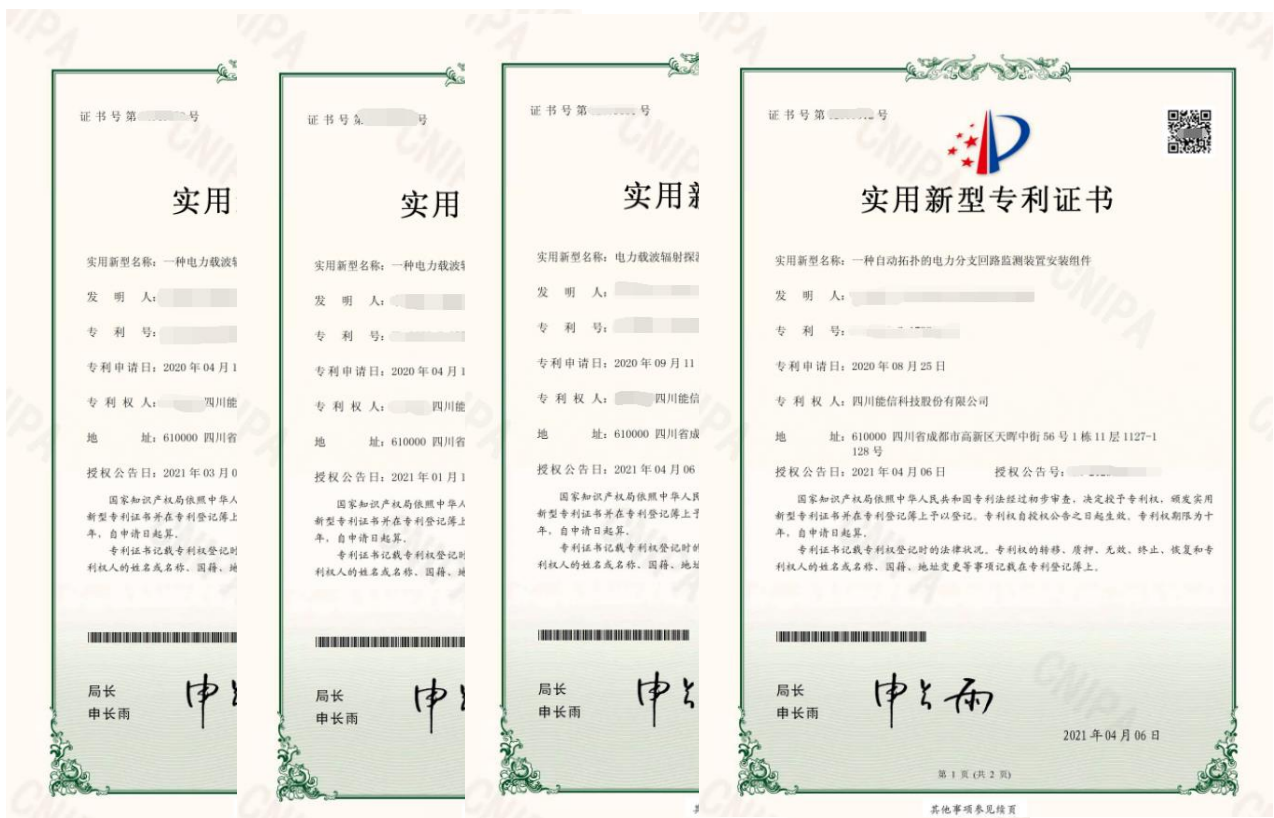 证书号第 号
实用
实用新型名称：一种电力载波
发 明 人：
专 利 号：
专利申请日：2020年04月1
专 利 权 人： 四川能
地 址：610000 四川省
授权公告日：2021年03月0
国家知识产权局依照中华人
新型专利证书并在专利登记簿上
年，自申请日起算。
专利证书记载专利权登记时
利权人的姓名或名称、国籍、地
局长
申长雨
证书号第 号
实用
实用新型名称：一种电力载波
发 明 人：
专 利 号：
专利申请日：2020年04月1
专 利 权 人： 四川能
地 址：610000 四川省
授权公告日：2021年01月1
国家知识产权局依照中华人
新型专利证书并在专利登记簿上
年，自申请日起算。
专利证书记载专利权登记时
利权人的姓名或名称、国籍、地
局长
申长雨
证书号第 号
实用新
实用新型名称：电力载波辐射探
发 明 人：
专 利 号：
专利申请日：2020年09月11
专 利 权 人： 四川能信
地 址：610000 四川省成
授权公告日：2021年04月06
国家知识产权局依照中华人民
新型专利证书并在专利登记簿上予
年，自申请日起算。
专利证书记载专利权登记时的
利权人的姓名或名称、国籍、地址
局长
申长雨
证书号第 号
实用新型专利证书
实用新型名称：一种自动拓扑的电力分支回路监测装置安装组件
发 明 人：
专 利 号：
专利申请日：2020年08月25日
专 利 权 人：四川能信科技股份有限公司
地 址：610000 四川省成都市高新区天晖中街56号1栋11层1127-1
128号
授权公告日：2021年04月06日 授权公告号：
国家知识产权局依照中华人民共和国专利法经过初步审查，决定授予专利权，颁发实用
新型专利证书并在专利登记簿上予以登记。专利权自授权公告之日起生效。专利权期限为十
年，自申请日起算。
专利证书记载专利权登记时的法律状况。专利权的转移、质押、无效、终止、恢复和专
利权人的姓名或名称、国籍、地址变更等事项记载在专利登记簿上。
局长
申长雨
申长雨
2021年04月06日
第 1 页 (共 2 页)
其他事项参见续页
CNIPA